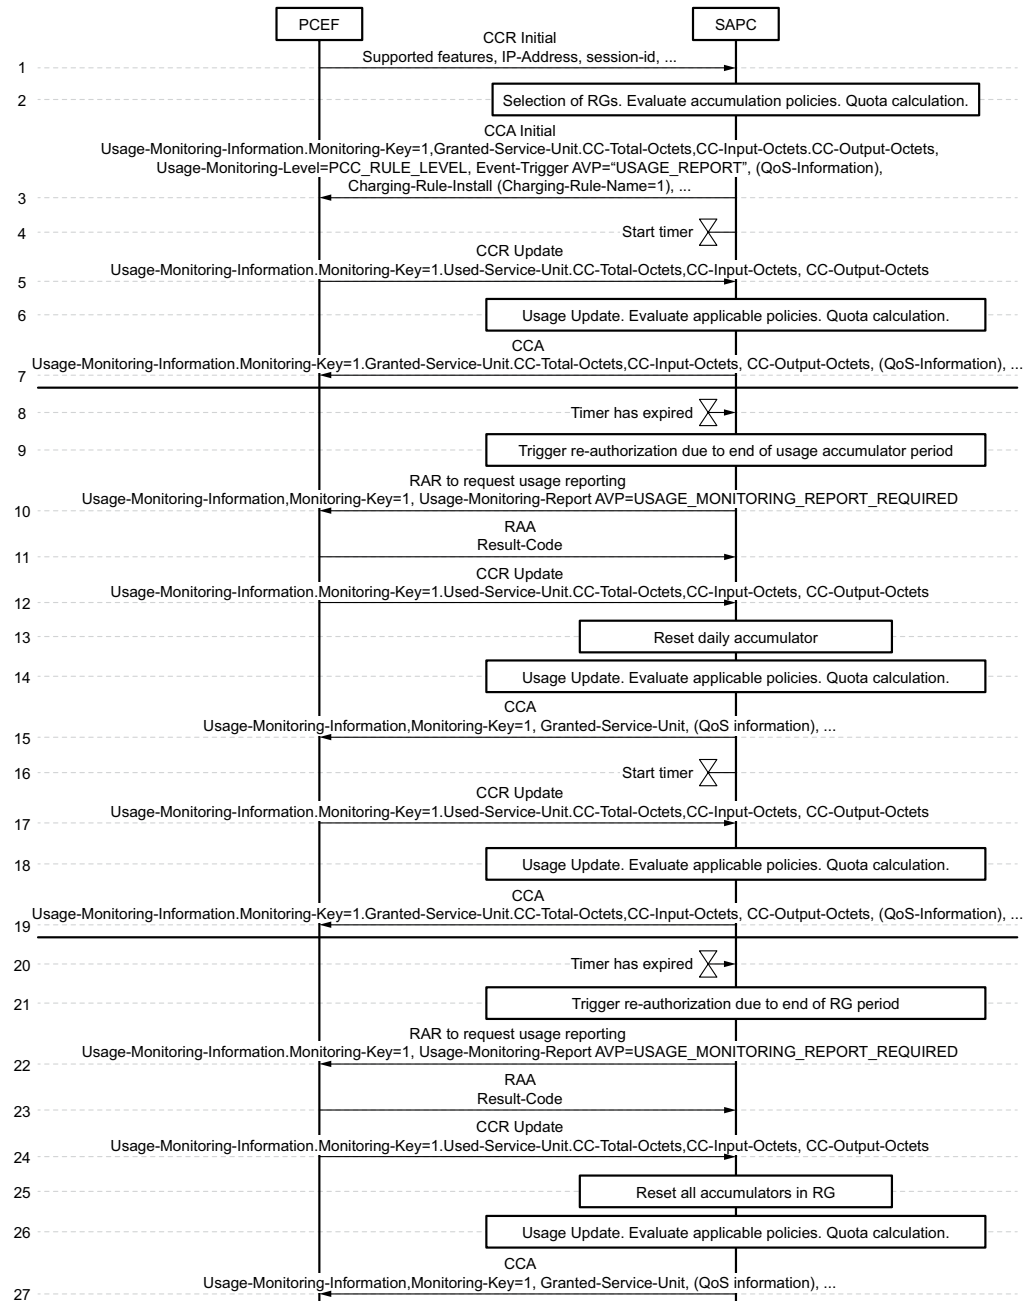 PCEF SAPC
CCR Initial
Supported features, IP-Address, session-id, ...
1
2 Selection of RGs. Evaluate accumulation policies. Quota calculation.
CCA Initial
Usage-Monitoring-Information.Monitoring-Key=1,Granted-Service-Unit.CC-Total-Octets,CC-Input-Octets.CC-Output-Octets,
Usage-Monitoring-Level=PCC_RULE_LEVEL, Event-Trigger AVP=“USAGE_REPORT”, (QoS-Information),
Charging-Rule-Install (Charging-Rule-Name=1), ...
3
4 Start timer
CCR Update
Usage-Monitoring-Information.Monitoring-Key=1.Used-Service-Unit.CC-Total-Octets,CC-Input-Octets, CC-Output-Octets
5
6 Usage Update. Evaluate applicable policies. Quota calculation.
CCA
Usage-Monitoring-Information.Monitoring-Key=1.Granted-Service-Unit.CC-Total-Octets,CC-Input-Octets, CC-Output-Octets, (QoS-Information), ...
7
8 Timer has expired
9 Trigger re-authorization due to end of usage accumulator period
RAR to request usage reporting
Usage-Monitoring-Information,Monitoring-Key=1, Usage-Monitoring-Report AVP=USAGE_MONITORING_REPORT_REQUIRED
10
RAA
Result-Code
11
CCR Update
Usage-Monitoring-Information.Monitoring-Key=1.Used-Service-Unit.CC-Total-Octets,CC-Input-Octets, CC-Output-Octets
12
13 Reset daily accumulator
14 Usage Update. Evaluate applicable policies. Quota calculation.
CCA
Usage-Monitoring-Information,Monitoring-Key=1, Granted-Service-Unit, (QoS information), ...
15
16 Start timer
CCR Update
Usage-Monitoring-Information.Monitoring-Key=1.Used-Service-Unit.CC-Total-Octets,CC-Input-Octets, CC-Output-Octets
17
18 Usage Update. Evaluate applicable policies. Quota calculation.
CCA
Usage-Monitoring-Information.Monitoring-Key=1.Granted-Service-Unit.CC-Total-Octets,CC-Input-Octets, CC-Output-Octets, (QoS-Information), ...
19
20 Timer has expired
21 Trigger re-authorization due to end of RG period
RAR to request usage reporting
Usage-Monitoring-Information.Monitoring-Key=1, Usage-Monitoring-Report AVP=USAGE_MONITORING_REPORT_REQUIRED
22
RAA
Result-Code
23
CCR Update
Usage-Monitoring-Information.Monitoring-Key=1.Used-Service-Unit.CC-Total-Octets,CC-Input-Octets, CC-Output-Octets
24
25 Reset all accumulators in RG
26 Usage Update. Evaluate applicable policies. Quota calculation.
CCA
Usage-Monitoring-Information,Monitoring-Key=1, Granted-Service-Unit, (QoS information), ...
27